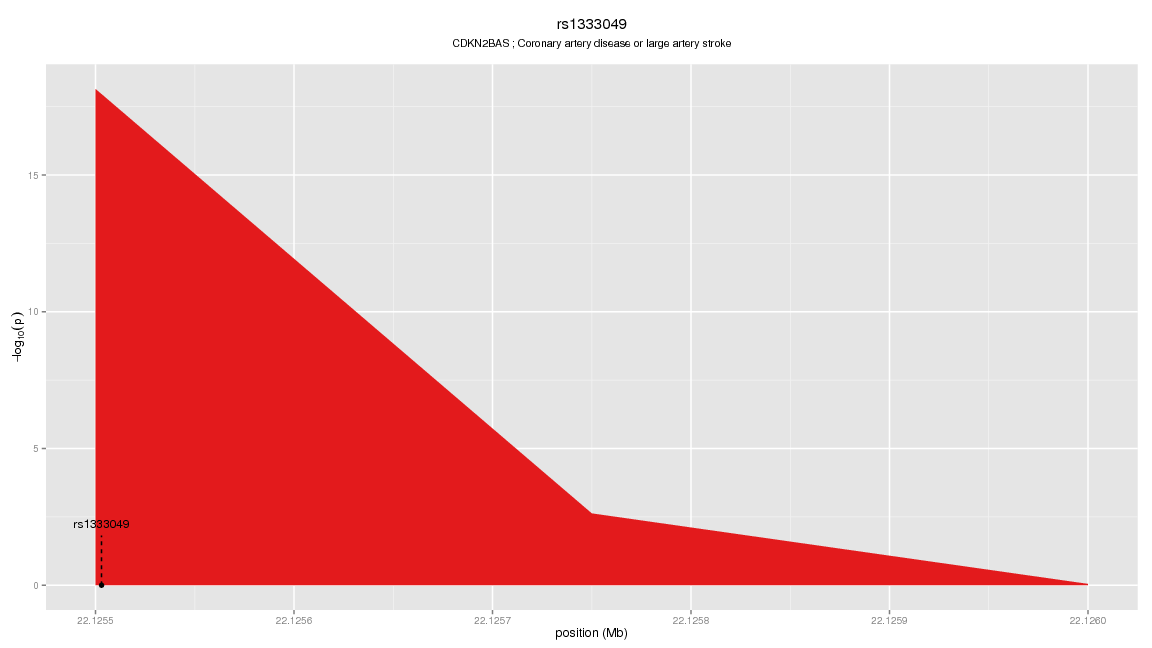 rs1333049
CDKN2BAS ; Coronary artery disease or large artery stroke
−log10(p)
15
10
5
0
rs1333049
22.1255 22.1256 22.1257 22.1258 22.1259 22.1260
position (Mb)